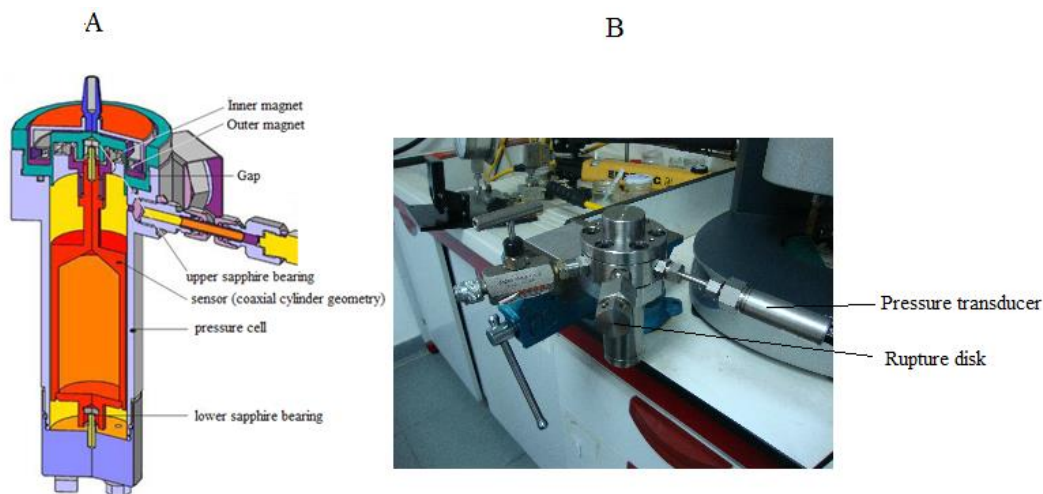 A
B
Inner magnet
Outer magnet
Gap
upper sapphire bearing
sensor (coaxial cylinder geometry)
pressure cell
lower sapphire bearing
Pressure transducer
Rupture disk